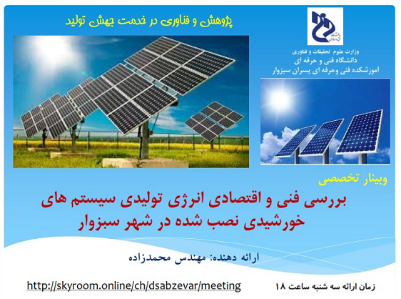 پژوهش و فناوری در خدمت جهش تولید
وزارت علوم تحقیقات و فناوری
دانشگاه فنی و حرفه ای
آموزشکده فنی وحرفه ای پسران سبزوار
وبینار تخصصی
بررسی فنی و اقتصادی انرژی تولیدی سیستم های
خورشیدی نصب شده در شهر سبزوار
ارائه دهنده: مهندس محمدزاده
http://skyroom.online/ch/dsabzevar/meeting
زمان ارائه سه شنبه ساعت ۱۸